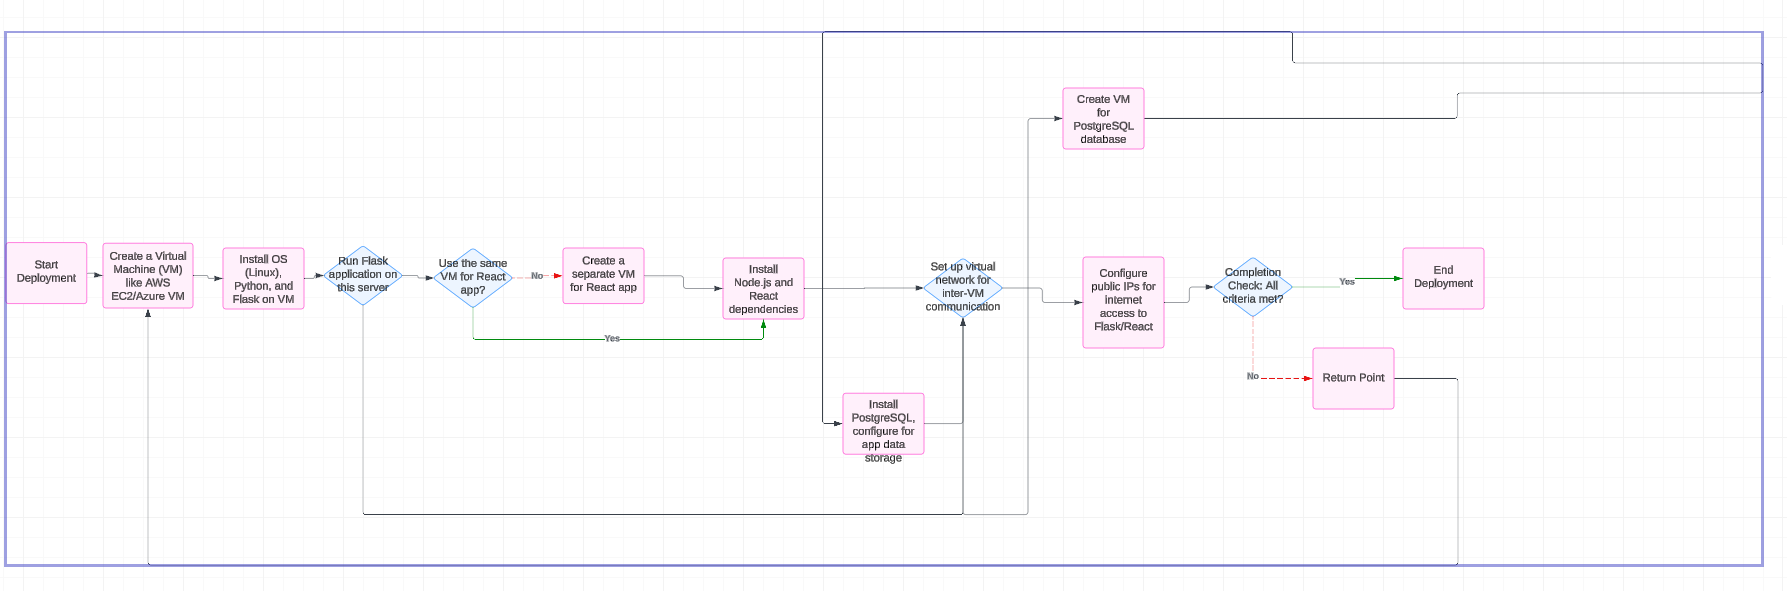 Start
Deployment
Create a Virtual
Machine (VM)
like AWS
EC2/Azure VM
Install OS
(Linux),
Python, and
Flask on VM
Run Flask
application on
this server
Use the same
VM for React
app?
No
Yes
Create a
separate VM
for React app
Install
Node.js and
React
dependencies
Install
PostgreSQL,
configure for
app data
storage
Set up virtual
network for
inter-VM
communication
Create VM
for
PostgreSQL
database
Configure
public IPs for
internet
access to
Flask/React
Completion
Check: All
criteria met?
Yes
No
End
Deployment
Return Point